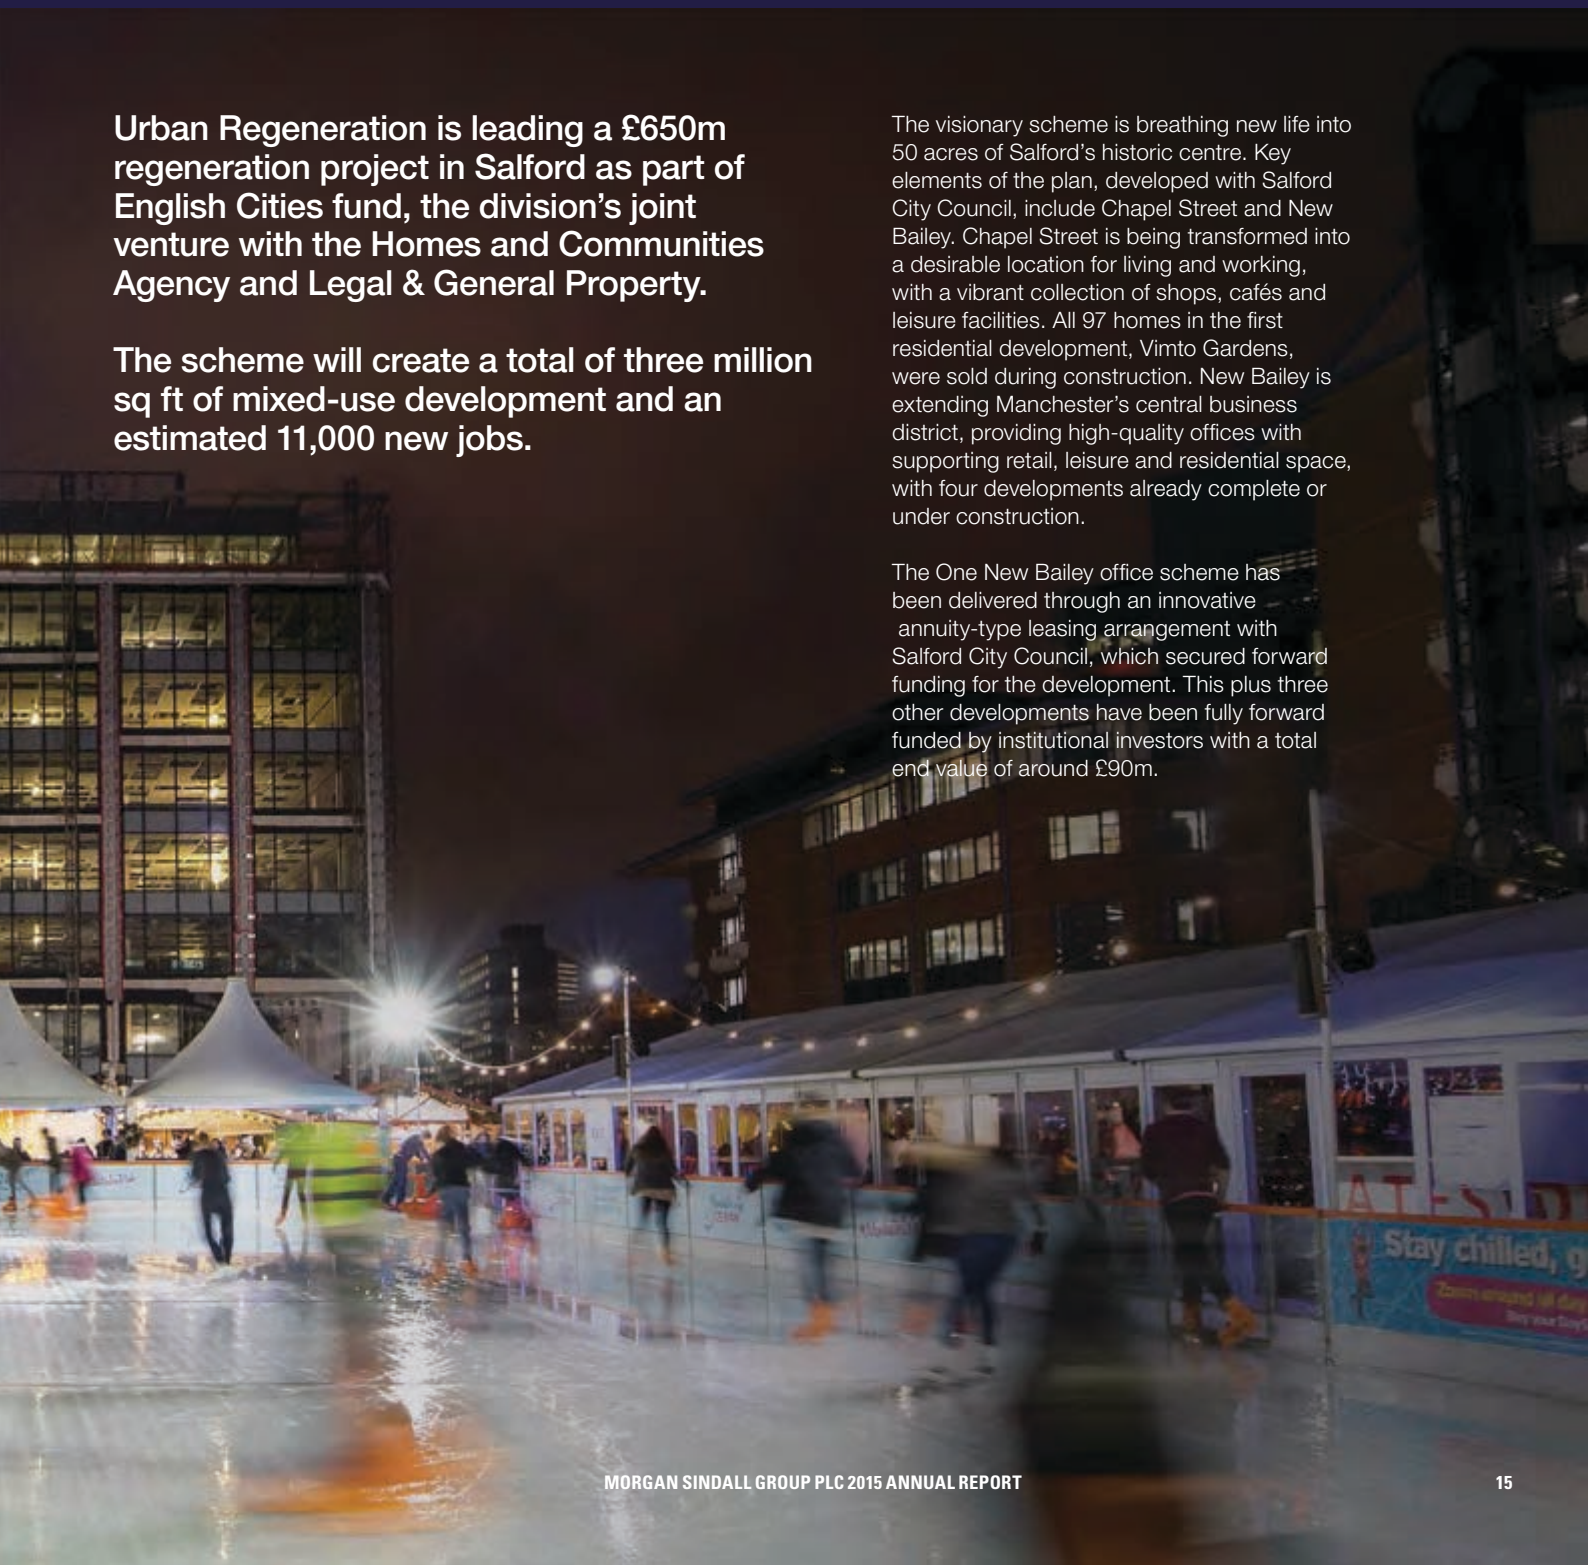 Urban Regeneration is leading a £650m
regeneration project in Salford as part of
English Cities fund, the division’s joint
venture with the Homes and Communities
Agency and Legal & General Property.
The scheme will create a total of three million
sq ft of mixed-use development and an
estimated 11,000 new jobs.
The visionary scheme is breathing new life into
50 acres of Salford’s historic centre. Key
elements of the plan, developed with Salford
City Council, include Chapel Street and New
Bailey. Chapel Street is being transformed into
a desirable location for living and working,
with a vibrant collection of shops, cafés and
leisure facilities. All 97 homes in the first
residential development, Vimto Gardens,
were sold during construction. New Bailey is
extending Manchester’s central business
district, providing high-quality offices with
supporting retail, leisure and residential space,
with four developments already complete or
under construction.
The One New Bailey office scheme has
been delivered through an innovative
annuity-type leasing arrangement with
Salford City Council, which secured forward
funding for the development. This plus three
other developments have been fully forward
funded by institutional investors with a total
end value of around £90m.
Stay chilled, g
Zoom around all day
MORGAN SINDALL GROUP PLC 2015 ANNUAL REPORT
15